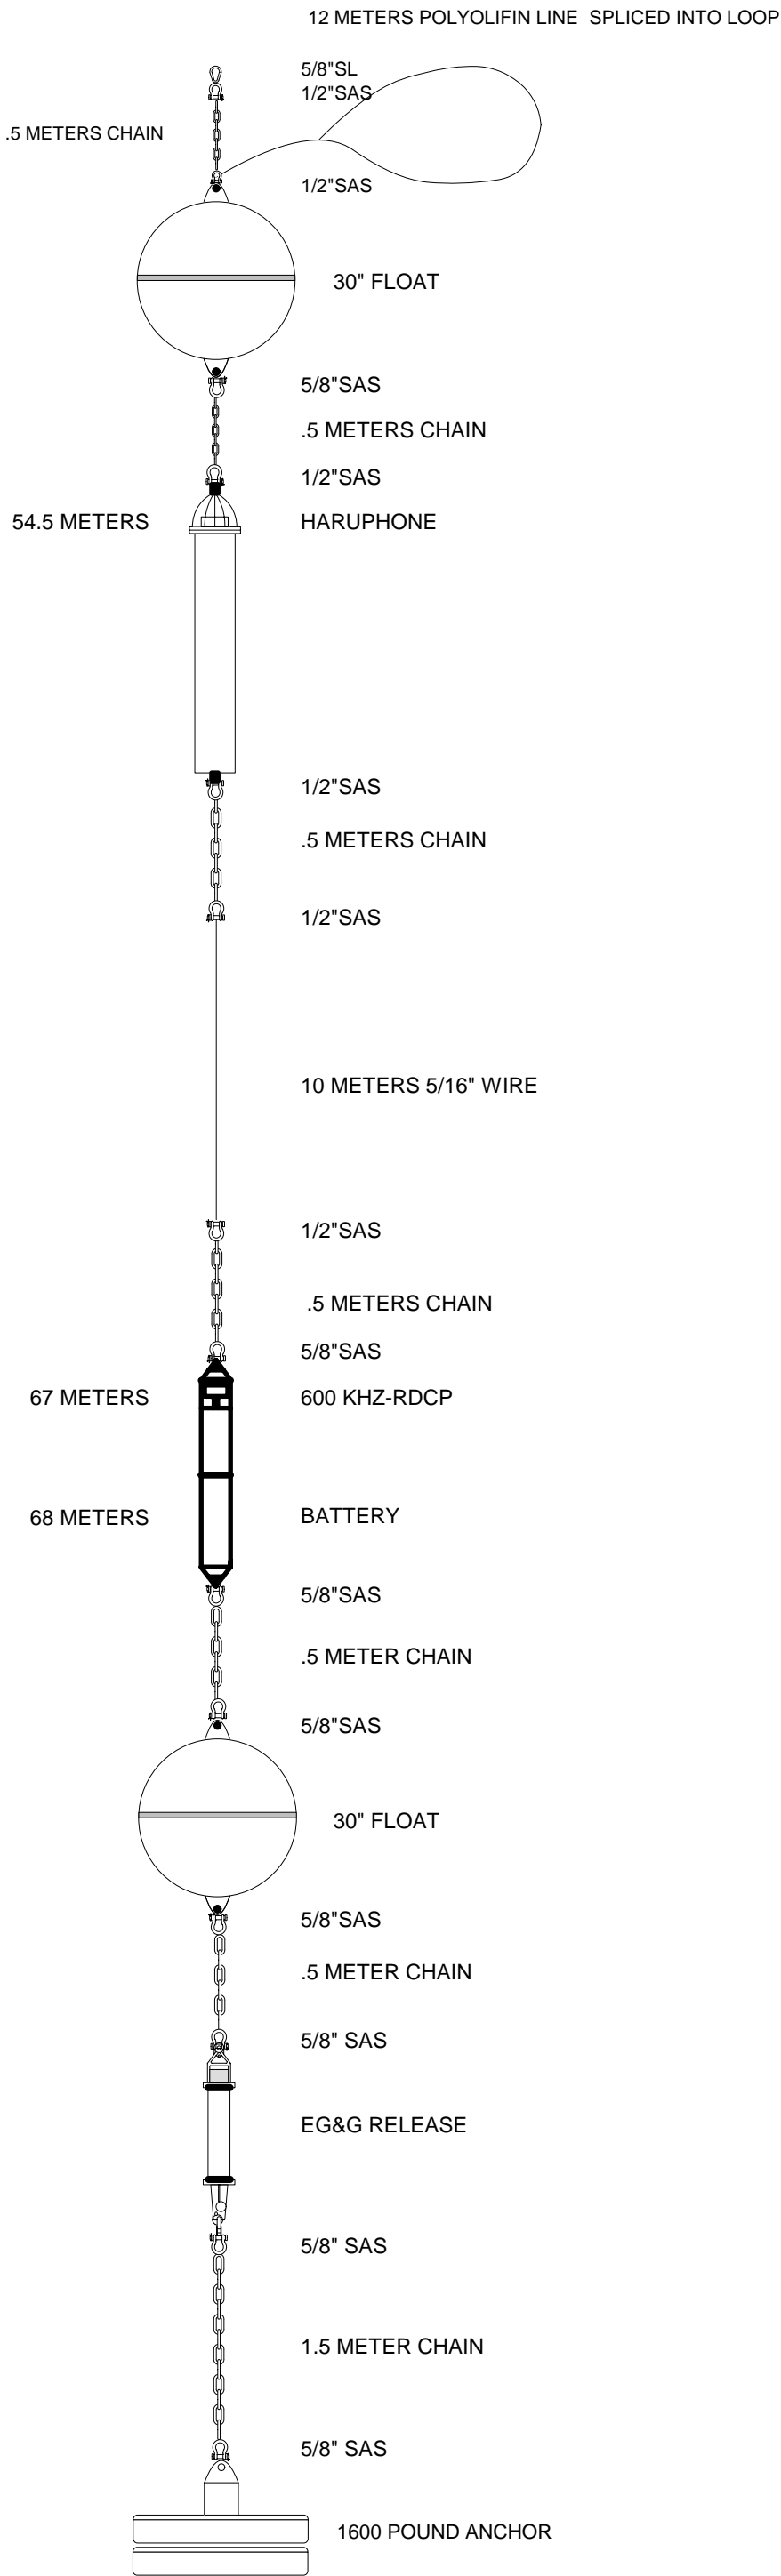 12 METERS POLYOLIFIN LINE  SPLICED INTO LOOP
5/8"SL
1/2"SAS
.5 METERS CHAIN
1/2"SAS
30" FLOAT
5/8"SAS
.5 METERS CHAIN
1/2"SAS
54.5 METERS
HARUPHONE
1/2"SAS
.5 METERS CHAIN
1/2"SAS
10 METERS 5/16" WIRE
1/2"SAS
.5 METERS CHAIN
5/8"SAS
67 METERS
600 KHZ-RDCP
68 METERS
BATTERY
5/8"SAS
.5 METER CHAIN
5/8"SAS
30" FLOAT
5/8"SAS
.5 METER CHAIN
5/8" SAS
EG&G RELEASE
5/8" SAS
1.5 METER CHAIN
5/8" SAS
1600 POUND ANCHOR